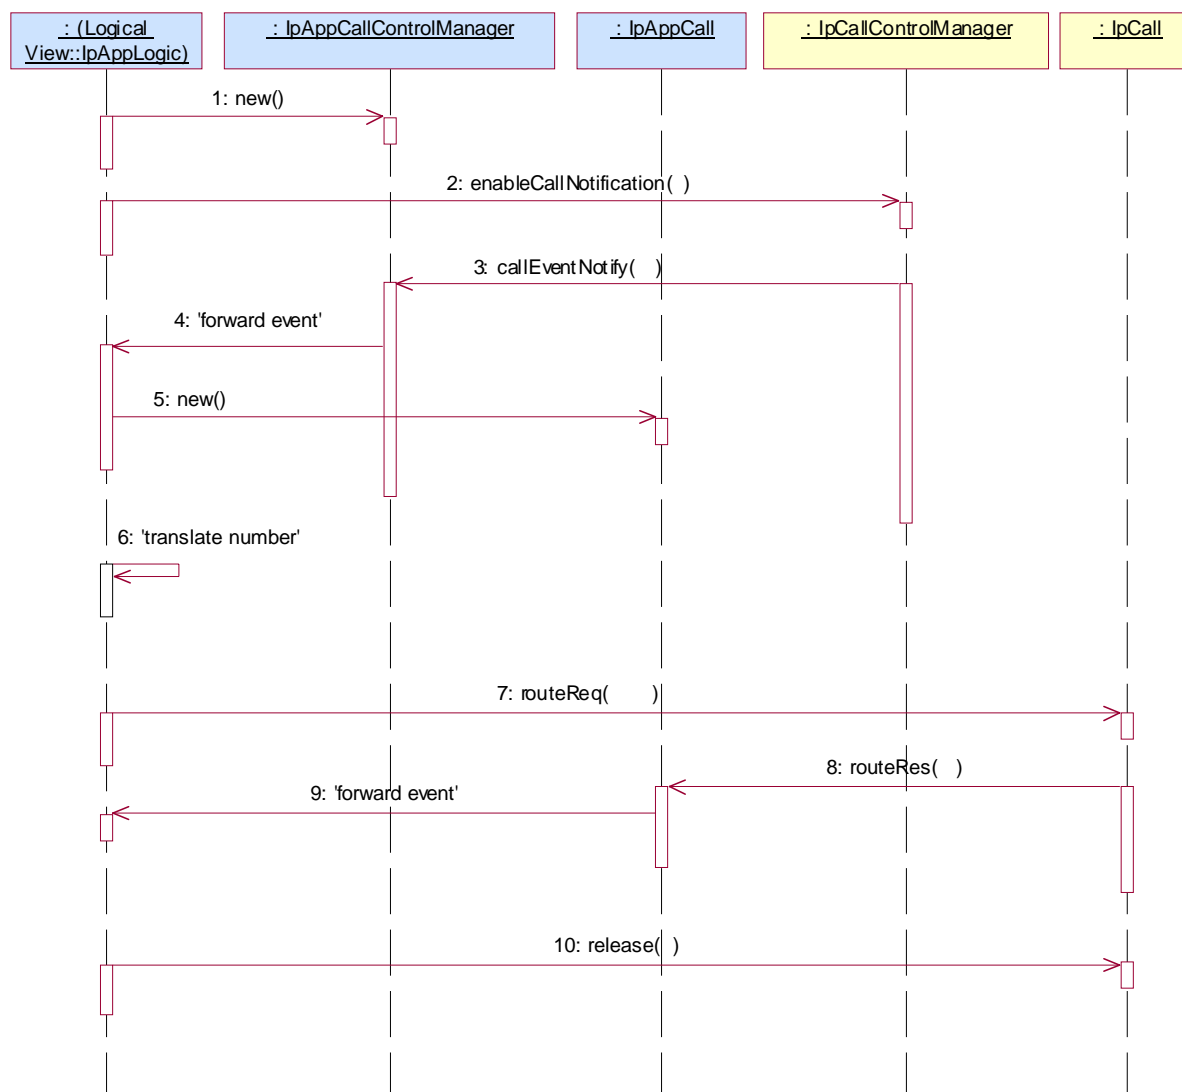 : (Logical
View::IpAppLogic)
: IpAppCallControlManager
: IpAppCall
: IpCallControlManager
: IpCall
1: new()
2: enableCallNotification( )
3: callEventNotify( )
4: 'forward event'
5: new()
6: 'translate number'
7: routeReq( )
8: routeRes( )
9: 'forward event'
10: release( )